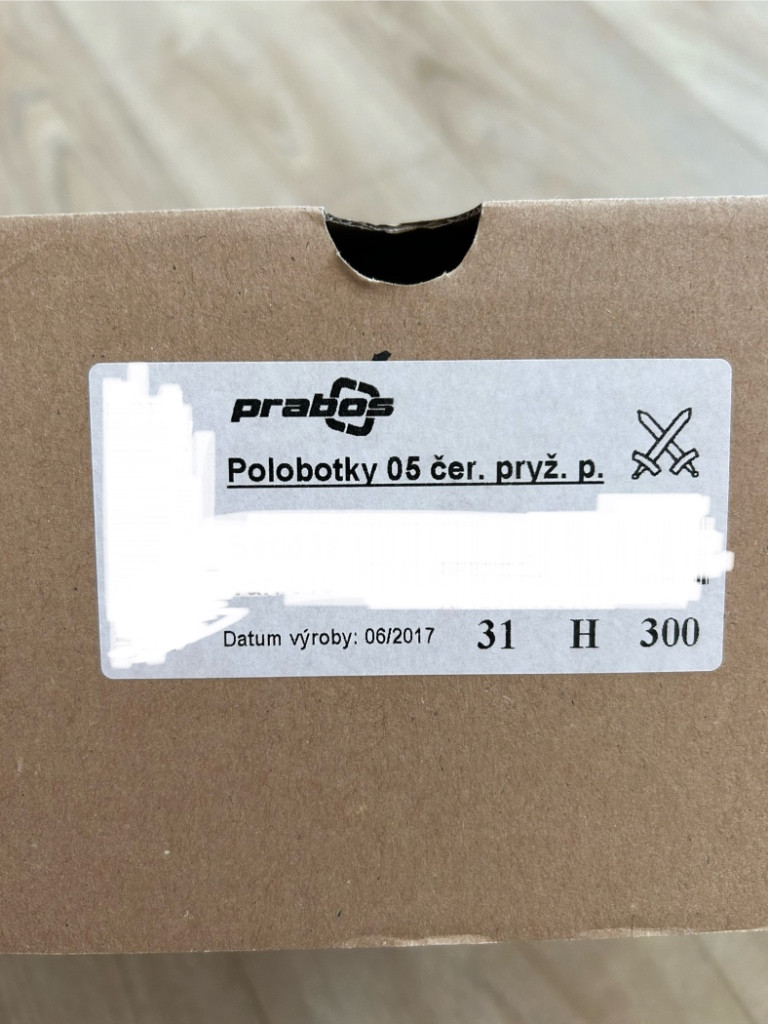 prabos
Polobotky 05 čer. pryž. p.
Datum výroby: 06/2017 31 H 300